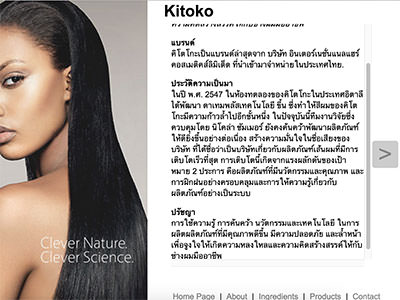 Kitoko
แบรนด์
คิโตโกะเป็นแบรนด์ล่าสุดจาก บริษัท อินเตอร์เนชั่นแนลแฮร์
คอสเมติคส์ลิมิเต็ด ที่นำเข้ามาจำหน่ายในประเทศไทย.
ประวัติความเป็นมา
ในปี พ.ศ. 2547 ในห้องทดลองของคิโตโกะในประเทศอิตาลี
ได้พัฒนา ดาเทมพลัสเทคโนโลยี ขึ้น ซึ่งทำให้สีผมของคิโต
โกะมีความก้าวล้ำไปอีกขั้นหนึ่ง ในปัจจุบันนี้ทีมงานวิจัยซึ่ง
ควบคุมโดย นิโคล่า ชัมเมอร์ ยังคงค้นคว้าพัฒนาผลิตภัณฑ์
ให้ดียิ่งขึ้นอย่างต่อเนื่อง สร้างความมั่นใจในชื่อเสียงของ
บริษัท ที่ได้ชื่อว่าเป็นบริษัทเกี่ยวกับผลิตภัณฑ์เส้นผมที่มีการ
เติบโตเร็วที่สุด การเติบโตนี้เกิดจากแรงผลักดันของเป้า
หมาย 2 ประการ คือผลิตภัณฑ์ที่มีนวัตกรรมและคุณภาพ และ
การฝึกฝนอย่างครอบคลุมและการให้ความรู้เกี่ยวกับ
ผลิตภัณฑ์อย่างเป็นระบบ
ปรัชญา
การใช้ความรู้ การค้นคว้า นวัตกรรมและเทคโนโลยี ในการ
ผลิตผลิตภัณฑ์ที่มีคุณภาพดีขึ้น มีความปลอดภัย และล้ำหน้า
เพื่อจูงใจให้เกิดความหลงใหลและความคิดสร้างสรรค์ให้กับ
ช่างผมมืออาชีพ
>
Clever Nature.
Clever Science.
Home Page | About | Ingredients | Products | Contact